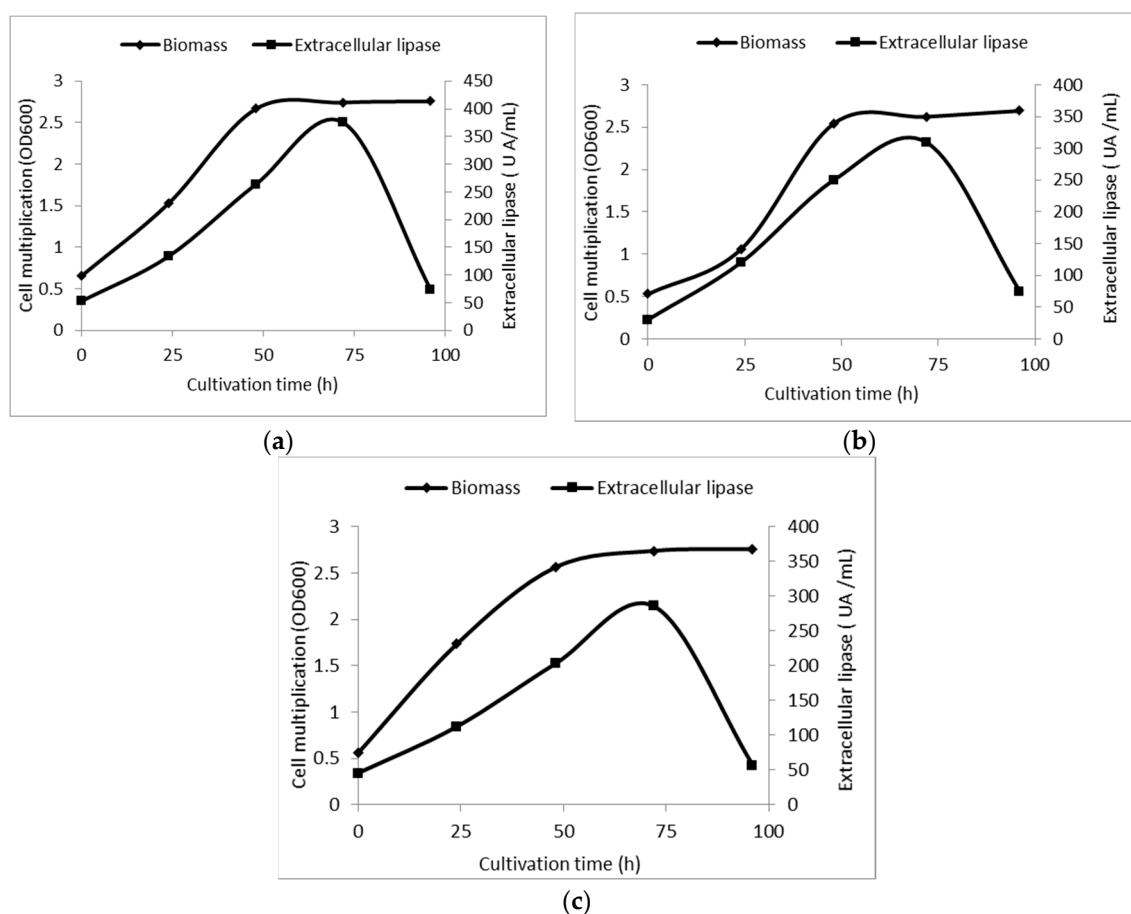 Biomass Extracellular lipase
Cell multiplication (OD600)
3
2.5
2
1.5
1
0.5
0
450
400
350
300
250
200
150
100
50
0
Extracellular lipase ( U A/mL)
0 25 50 75 100
Cultivation time (h)
(a)
Biomass Extracellular lipase
Cell multiplication (OD600)
3
2.5
2
1.5
1
0.5
0
400
350
300
250
200
150
100
50
0
Extracellular lipase ( UA /mL)
0 25 50 75 100
Cultivation time (h)
(b)
Biomass Extracellular lipase
Cell multiplication (OD600)
3
2.5
2
1.5
1
0.5
0
400
350
300
250
200
150
100
50
0
Extracellular lipase ( UA /mL)
0 25 50 75 100
Cultivation time (h)
(c)